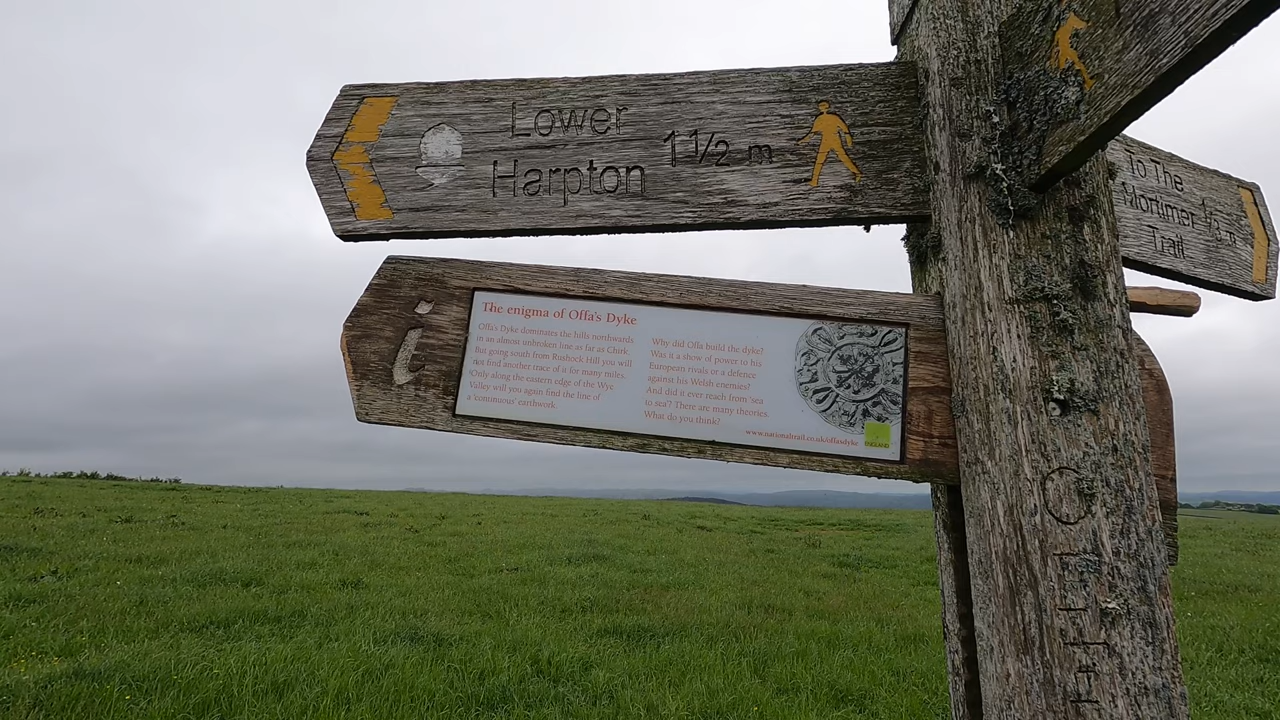 Lower
Harpton 1½ m
To The
Mortimer ⅓ m
Trail
i
The enigma of Offa's Dyke
Offa's Dyke dominates the hills northwards
in an almost unbroken line as far as Chirk.
But going south from Rushock Hill you will
not find another trace of it for many miles.
Only along the eastern edge of the Wye
Valley will you again find the line of
a 'continuous' earthwork.
Why did Offa build the dyke?
Was it a show of power to his
European rivals or a defence
against his Welsh enemies?
And did it ever reach from 'sea
to sea'? There are many theories.
What do you think?
www.nationaltrail.co.uk/offasdyke
ENGLAND
OFF